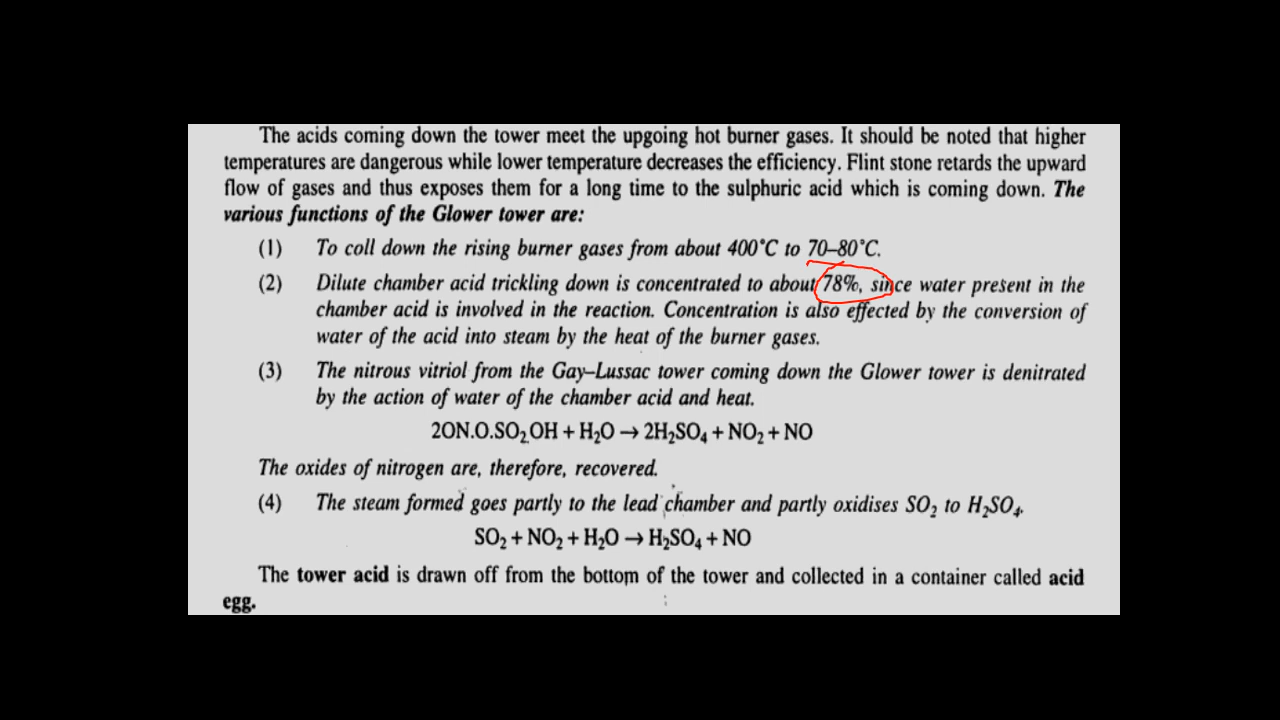 The acids coming down the tower meet the upgoing hot burner gases. It should be noted that higher
temperatures are dangerous while lower temperature decreases the efficiency. Flint stone retards the upward
flow of gases and thus exposes them for a long time to the sulphuric acid which is coming down. The
various functions of the Glower tower are:
(1) To coll down the rising burner gases from about 400°C to 70–80°C.
(2) Dilute chamber acid trickling down is concentrated to about 78%, since water present in the
chamber acid is involved in the reaction. Concentration is also effected by the conversion of
water of the acid into steam by the heat of the burner gases.
(3) The nitrous vitriol from the Gay–Lussac tower coming down the Glower tower is denitrated
by the action of water of the chamber acid and heat.
2ON.O.SO₂OH + H₂O → 2H₂SO₄ + NO₂ + NO
The oxides of nitrogen are, therefore, recovered.
(4) The steam formed goes partly to the lead chamber and partly oxidises SO₂ to H₂SO₄.
SO₂ + NO₂ + H₂O → H₂SO₄ + NO
The tower acid is drawn off from the bottom of the tower and collected in a container called acid
egg.